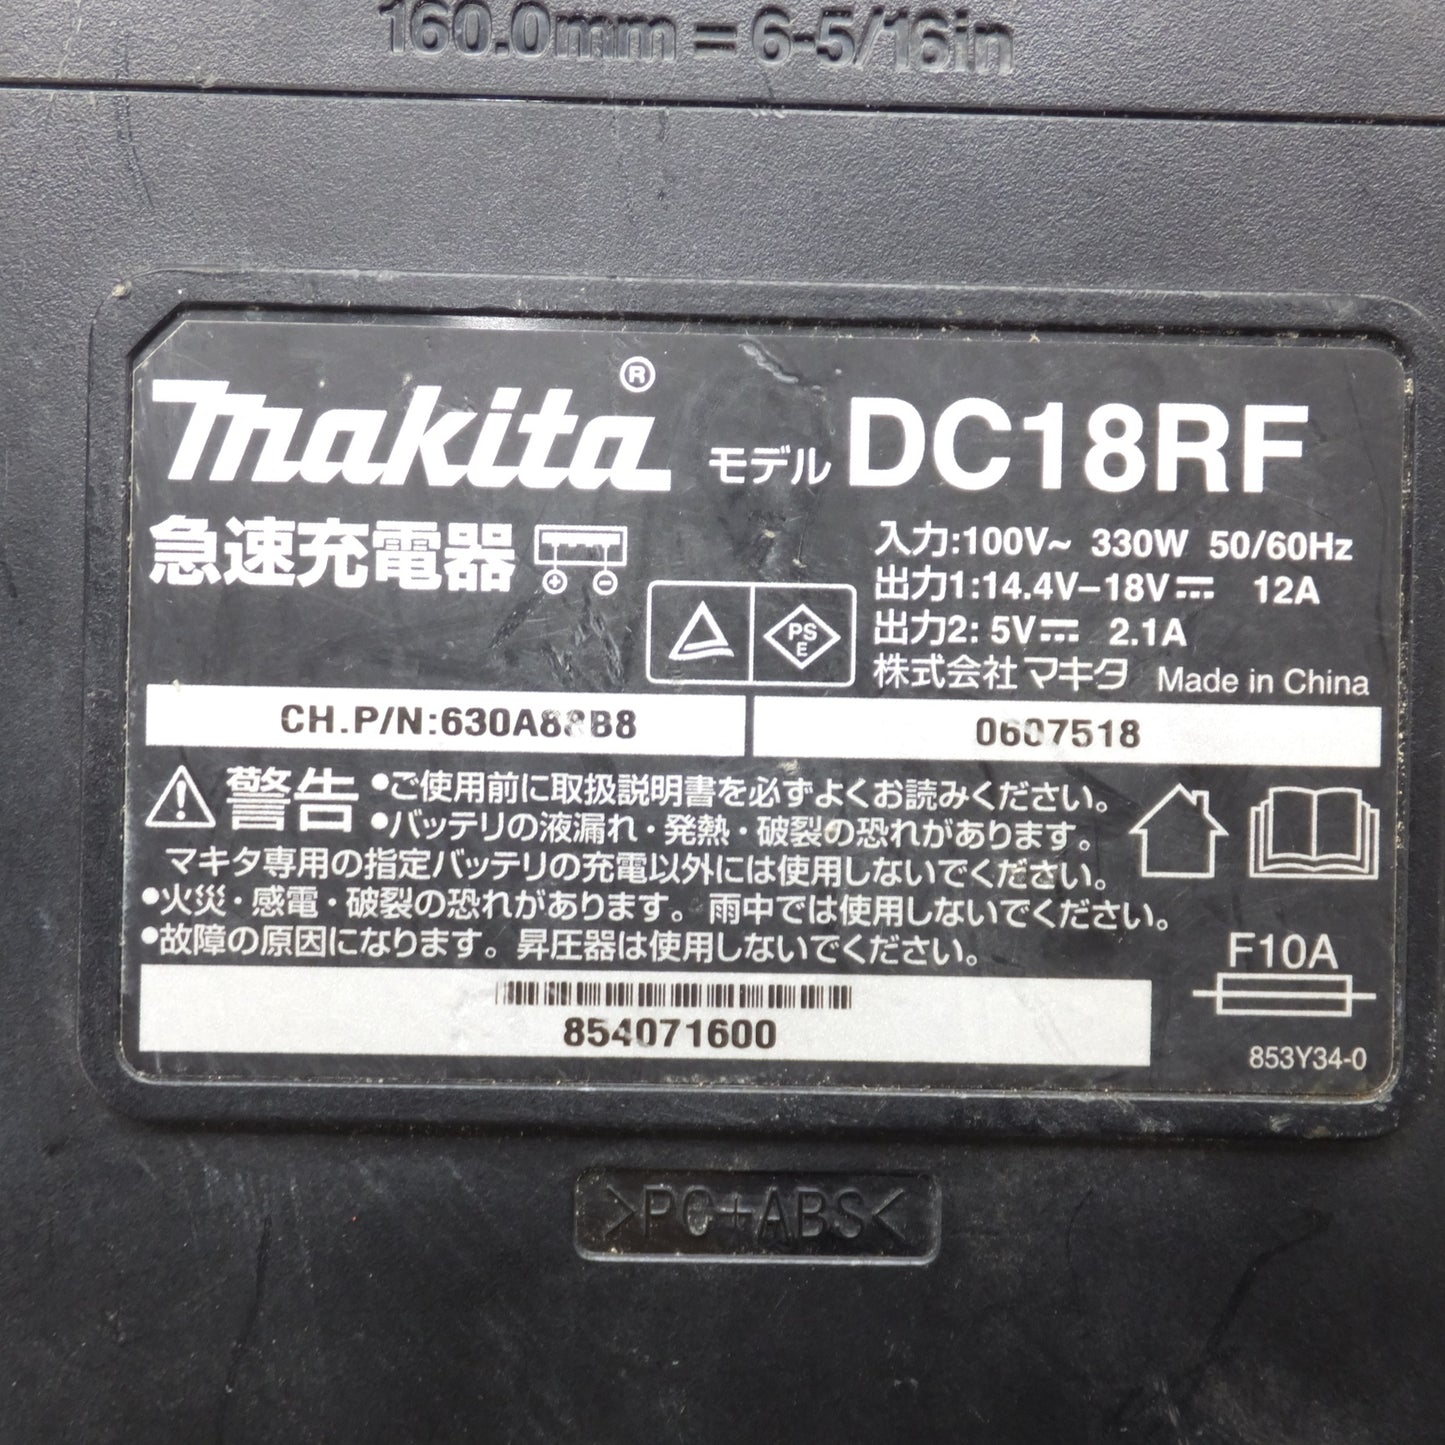 160.0mm = 6-5/16in
makita®
モデル DC18RF
急速充電器
入力:100V~ 330W 50/60Hz
出力1:14.4V–18V⎓ 12A
出力2: 5V⎓ 2.1A
PS
E
株式会社マキタ Made in China
CH.P/N:630A88B8
0607518
警告
•ご使用前に取扱説明書を必ずよくお読みください。
•バッテリの液漏れ・発熱・破裂の恐れがあります。
マキタ専用の指定バッテリの充電以外には使用しないでください。
•火災・感電・破裂の恐れがあります。雨中では使用しないでください。
•故障の原因になります。昇圧器は使用しないでください。
F10A
854071600
853Y34-0
>PC+ABS<